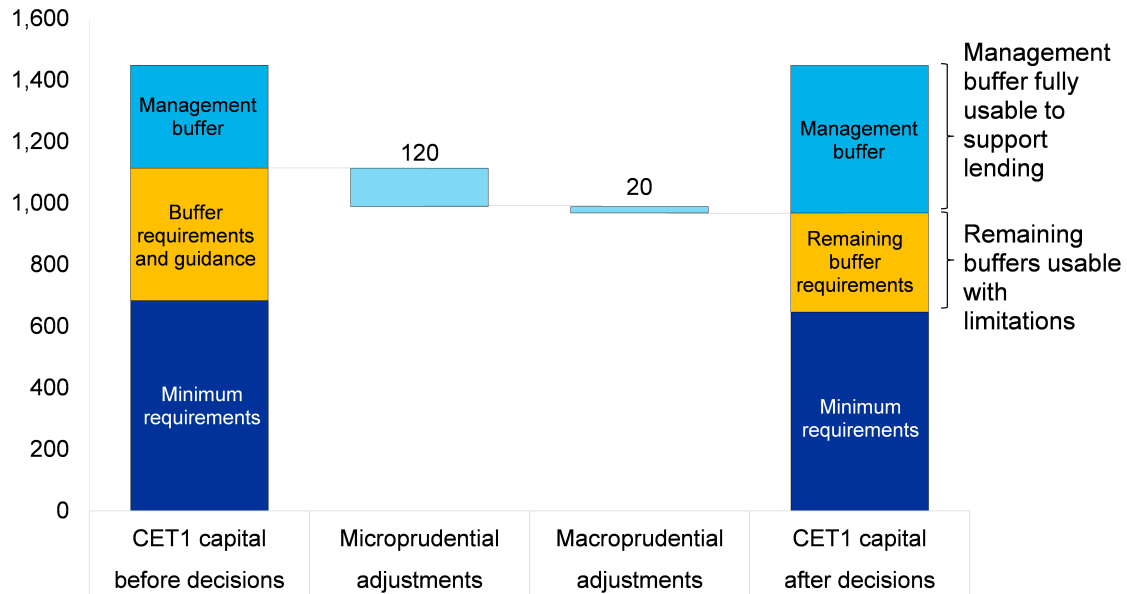 1,600
1,400
1,200
1,000
800
600
400
200
0
Management
buffer
Buffer
requirements
and guidance
Minimum
requirements
120
20
Management
buffer
Remaining
buffer
requirements
Minimum
requirements
Management
buffer fully
usable to
support
lending
Remaining
buffers usable
with
limitations
CET1 capital
before decisions
Microprudential
adjustments
Macroprudential
adjustments
CET1 capital
after decisions